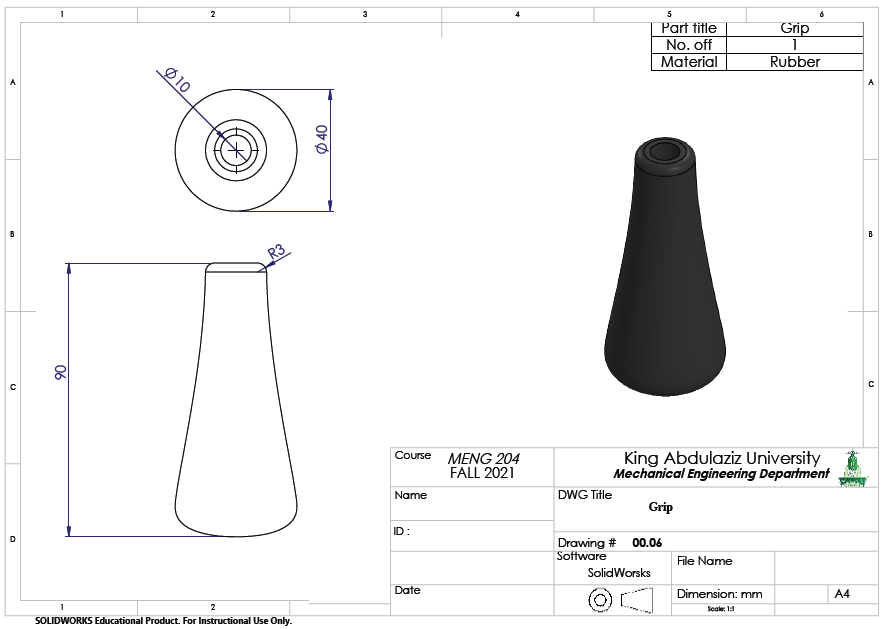 1 2 3 4 5 6
Part title Grip
No. off 1
Material Rubber
A A
Ø10
Ø40
B B
R3
90
C C
Course MENG 204
FALL 2021
King Abdulaziz University
Mechanical Engineering Department
Name
DWG Title
Grip
ID :
D
Drawing # 00.06
Software
SolidWorsks
File Name
Date
Dimension: mm
A4
Scale: 1:1
1 2
SOLIDWORKS Educational Product. For Instructional Use Only.